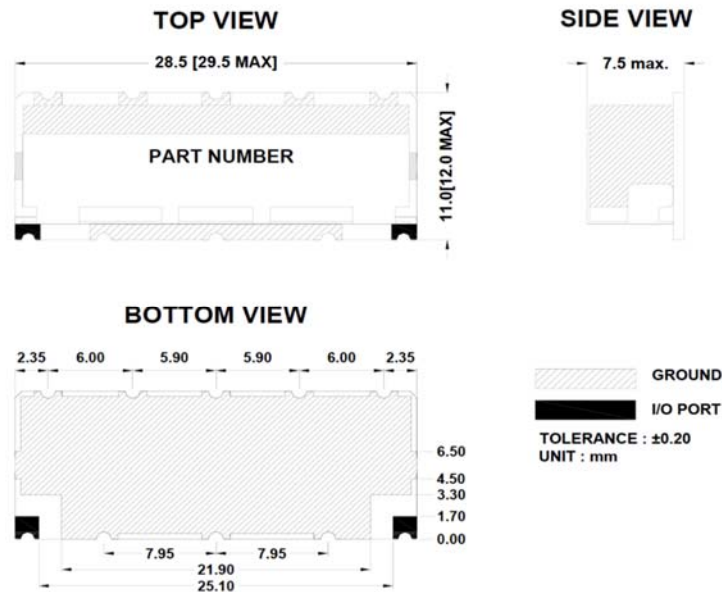 TOP VIEW
SIDE VIEW
28.5 [29.5 MAX]
7.5 max.
PART NUMBER
11.0[12.0 MAX]
BOTTOM VIEW
2.35 6.00 5.90 5.90 6.00 2.35
GROUND
I/O PORT
TOLERANCE : ±0.20
UNIT : mm
6.50
4.50
3.30
1.70
0.00
7.95 7.95
21.90
25.10